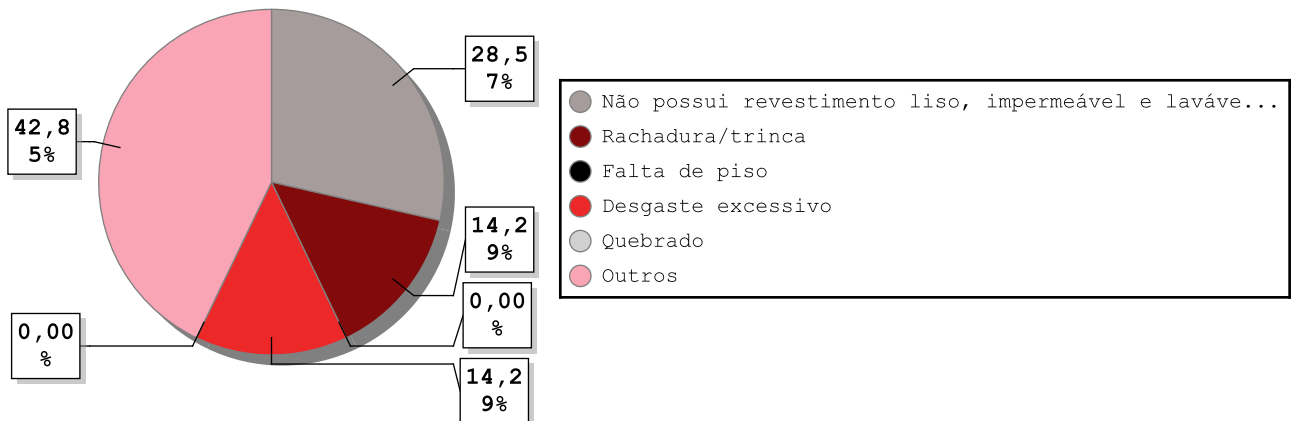 28,5
7%
42,8
5%
14,2
9%
0,00
%
0,00
%
14,2
9%
Não possui revestimento liso, impermeável e laváve...
Rachadura/trinca
Falta de piso
Desgaste excessivo
Quebrado
Outros